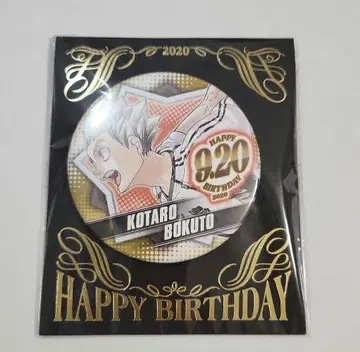 2020
HAPPY
9.20
BIRTHDAY
2020
KOTARO
BOKUTO
HAPPY BIRTHDAY